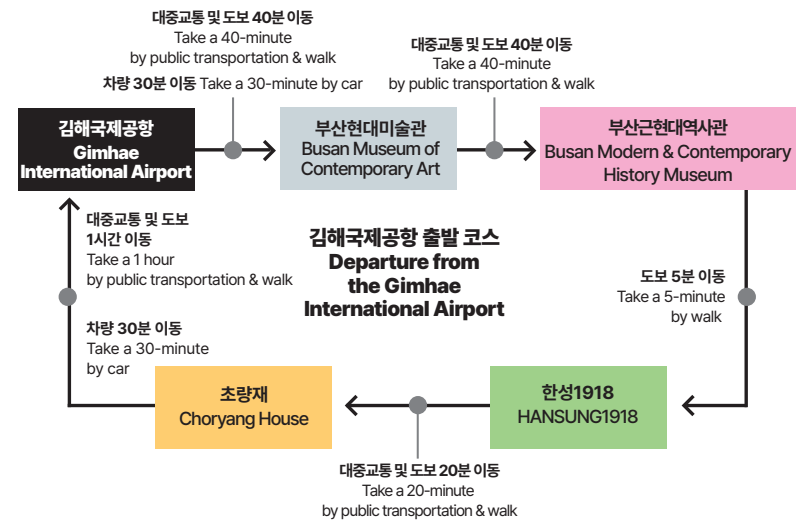 대중교통 및 도보 40분 이동
Take a 40-minute
by public transportation & walk
차량 30분 이동 Take a 30-minute by car
대중교통 및 도보 40분 이동
Take a 40-minute
by public transportation & walk
김해국제공항
Gimhae
International Airport
부산현대미술관
Busan Museum of
Contemporary Art
부산근현대역사관
Busan Modern & Contemporary
History Museum
대중교통 및 도보
1시간 이동
Take a 1 hour
by public transportation & walk
김해국제공항 출발 코스
Departure from
the Gimhae
International Airport
도보 5분 이동
Take a 5-minute
by walk
차량 30분 이동
Take a 30-minute
by car
초량재
Choryang House
한성1918
HANSUNG1918
대중교통 및 도보 20분 이동
Take a 20-minute
by public transportation & walk